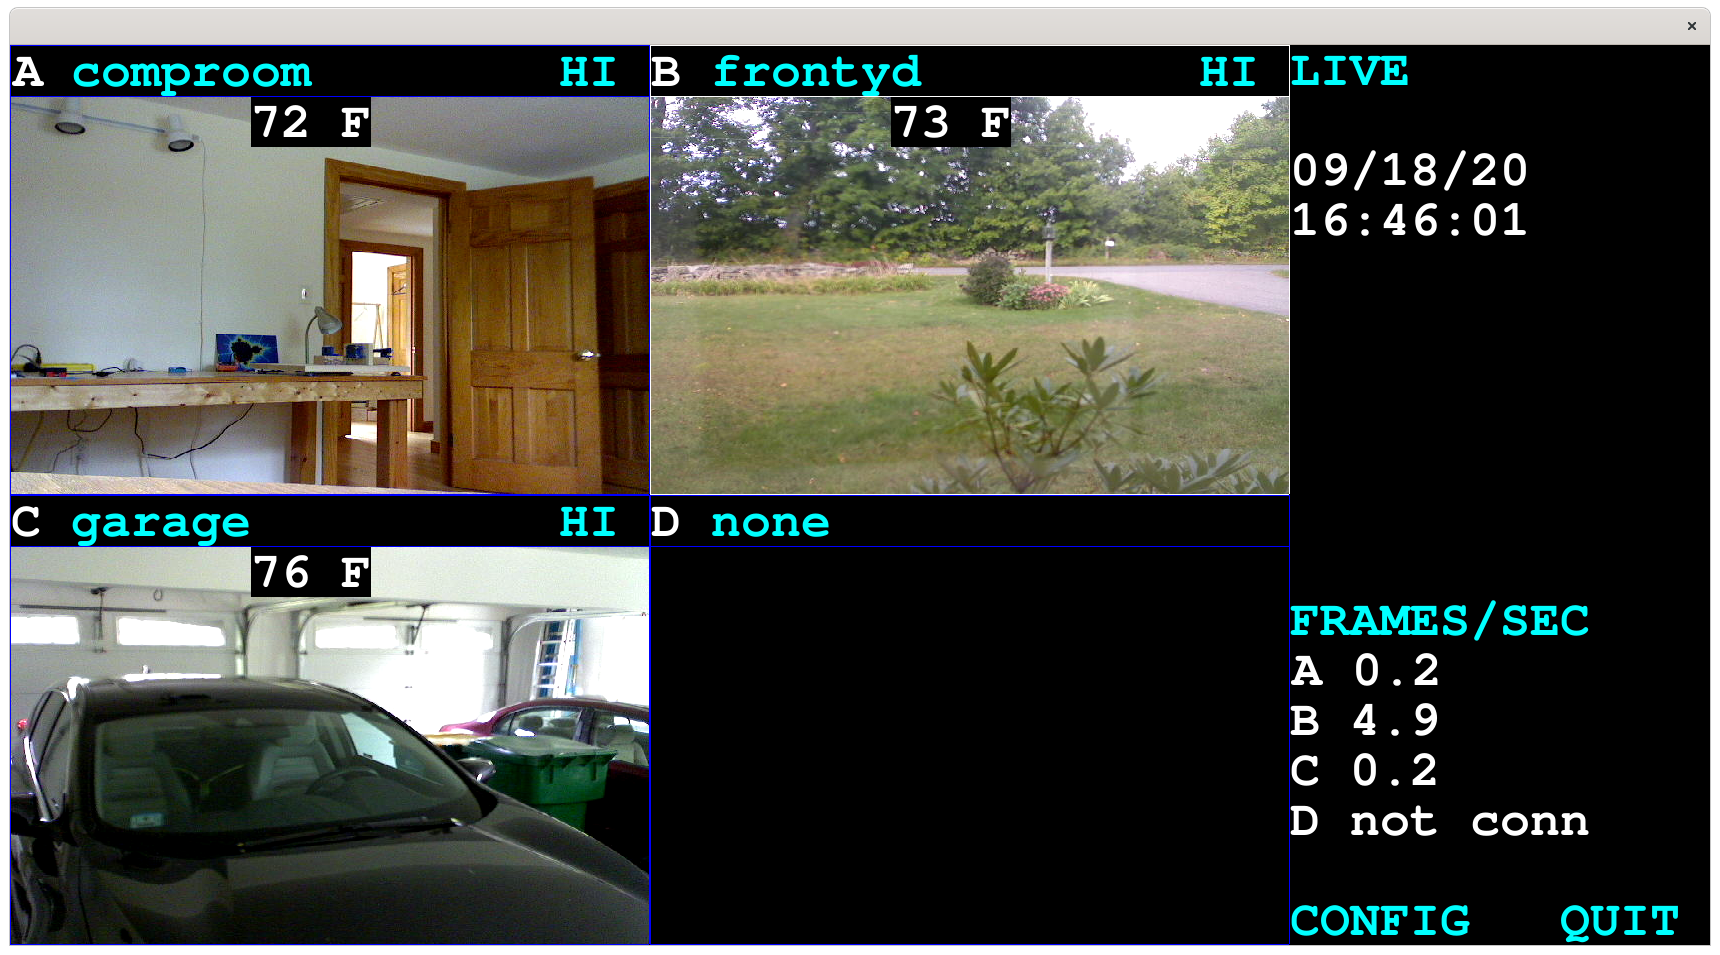 A comproom HI
72 F
B frontyd HI
73 F
C garage HI
76 F
D none
LIVE
09/18/20
16:46:01
FRAMES/SEC
A 0.2
B 4.9
C 0.2
D not conn
CONFIG QUIT